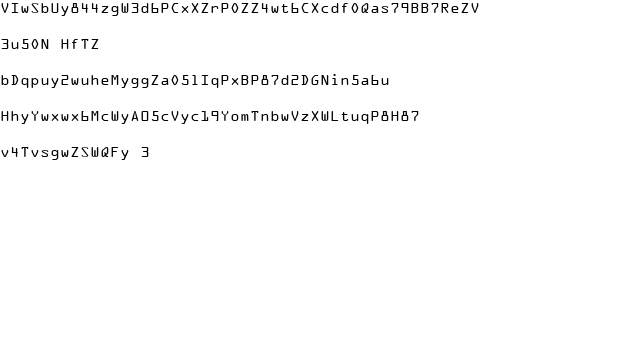 VIwSbUy844zgW3d6PCxXZrP0ZZ4wt6CXcdf0Qas79BB7ReZV
3u50N HfTZ
bDqpuy2wuheMyggZa05lIqPxBP87d2DGNin5a6u
HhyYwxwx6McWyA05cVyc19YomTnbwVzXWLtuqP8H87
v4TvsgwZSWQFy 3